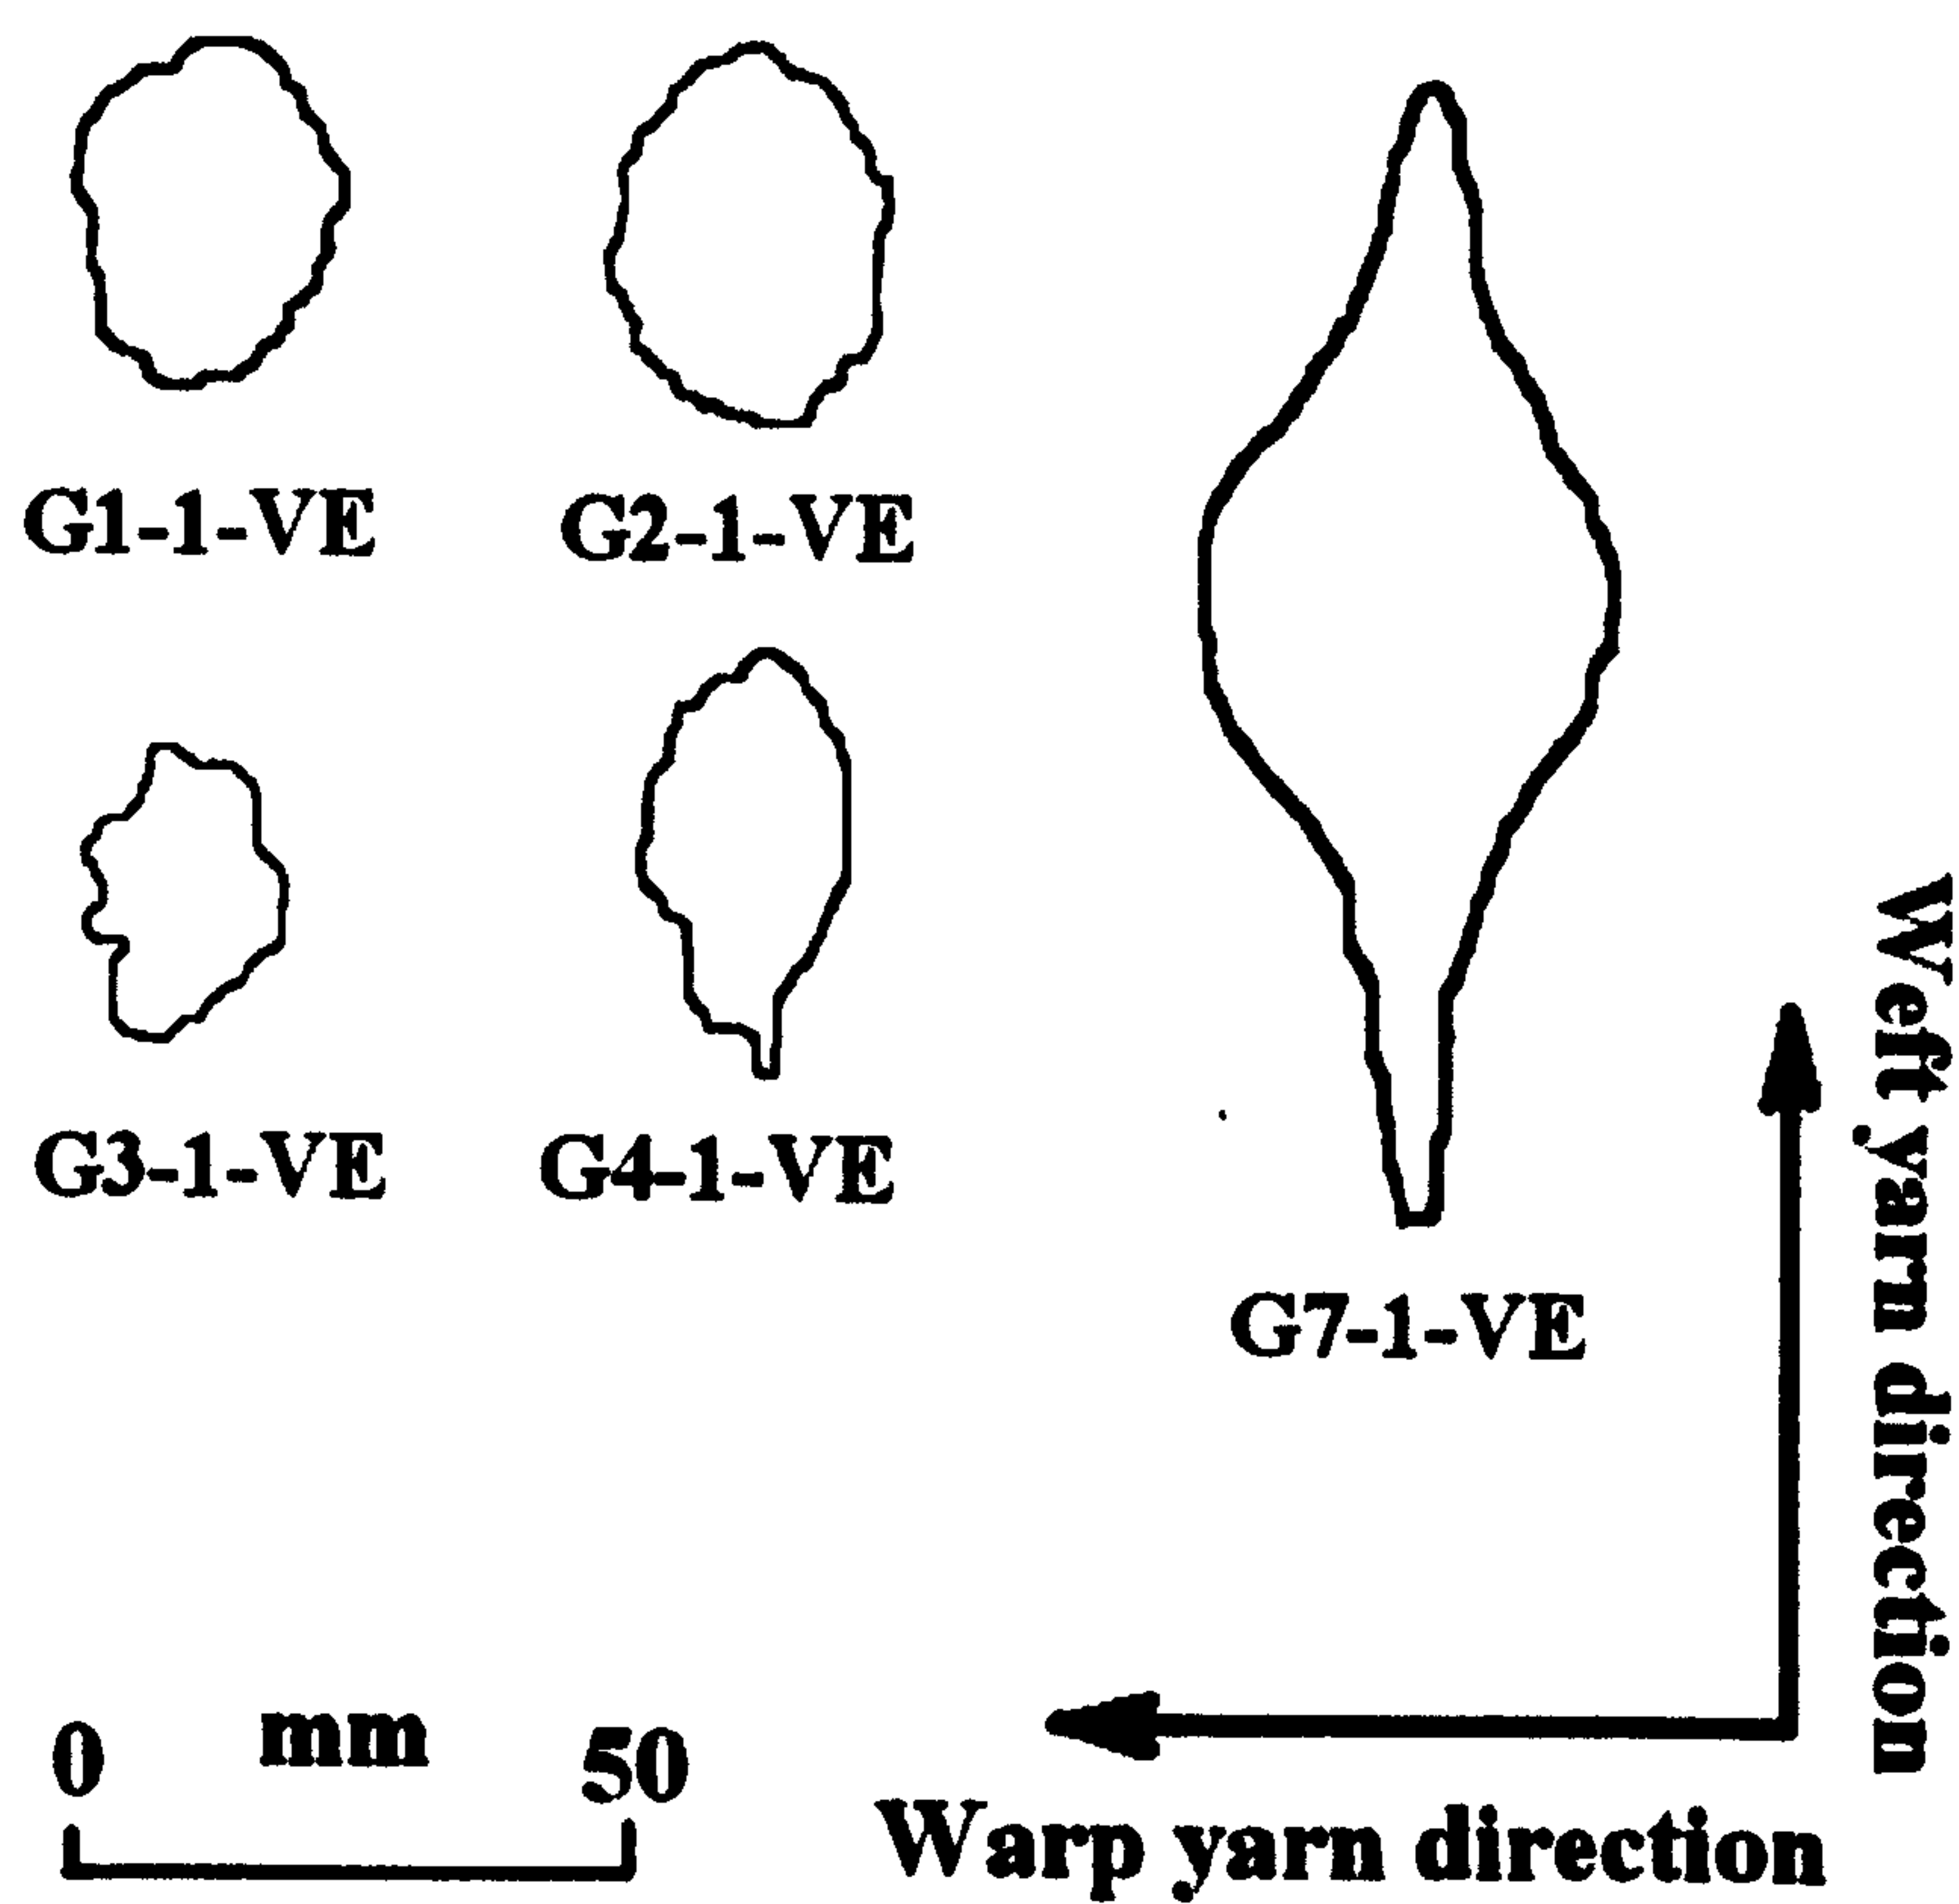 G1-1-VE
G2-1-VE
G3-1-VE
G4-1-VE
G7-1-VE
Weft yarn direction
0 mm 50
Warp yarn direction